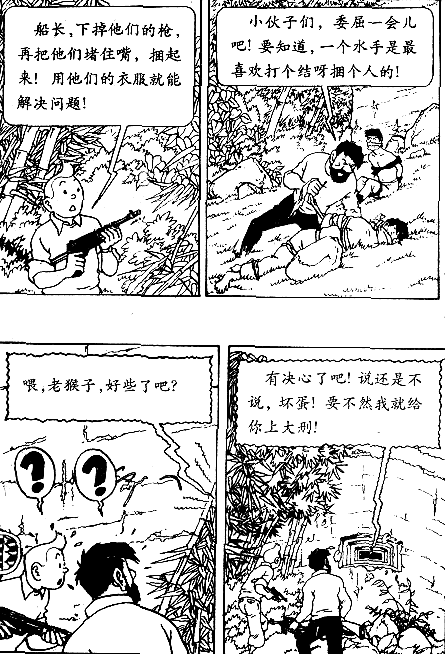 船长,下掉他们的枪,
再把他们堵住嘴,捆起
来!用他们的衣服就能
解决问题!
小伙子们,委屈一会儿
吧!要知道,一个水手是最
喜欢打个结呀捆个人的!
喂,老猴子,好些了吧?
? ?
有决心了吧!说还是不
说,坏蛋!要不然我就给
你上大刑!